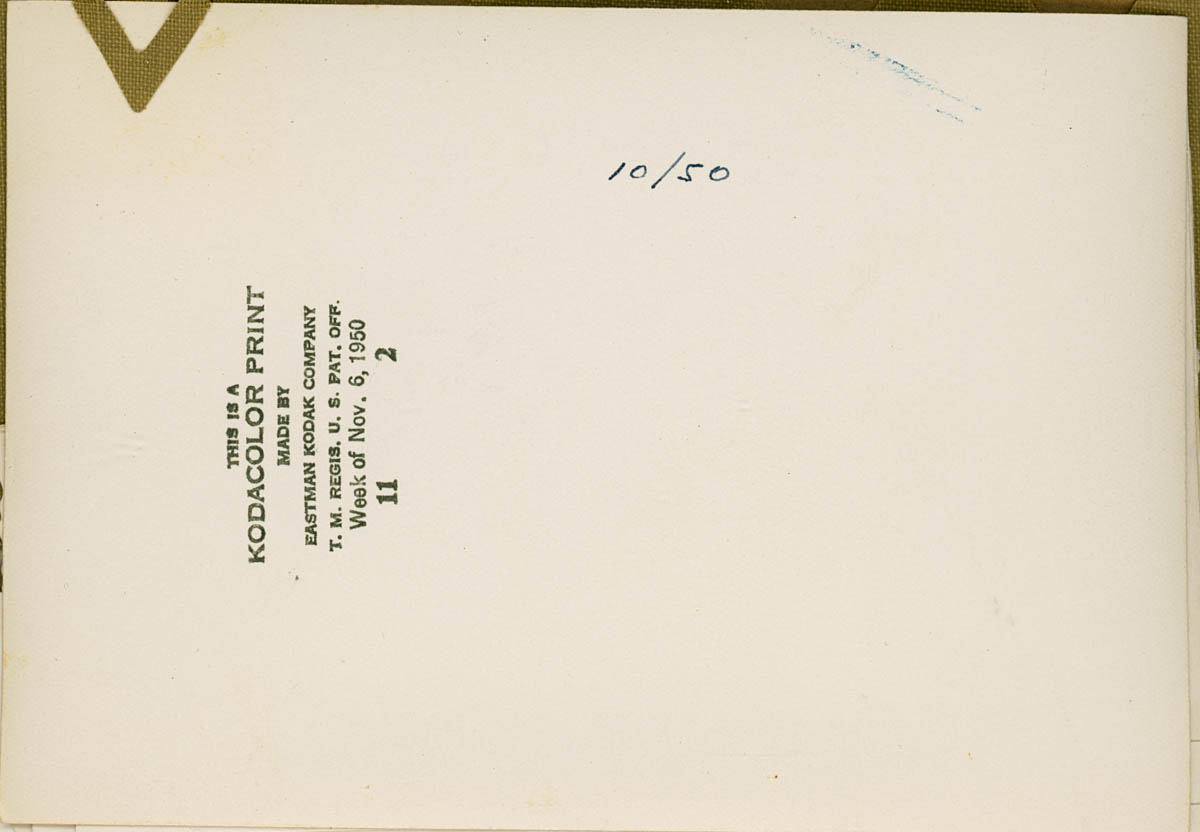 10/50
THIS IS A
KODACOLOR PRINT
MADE BY
EASTMAN KODAK COMPANY
T. M. REGIS. U. S. PAT. OFF.
Week of Nov. 6, 1950
11 2